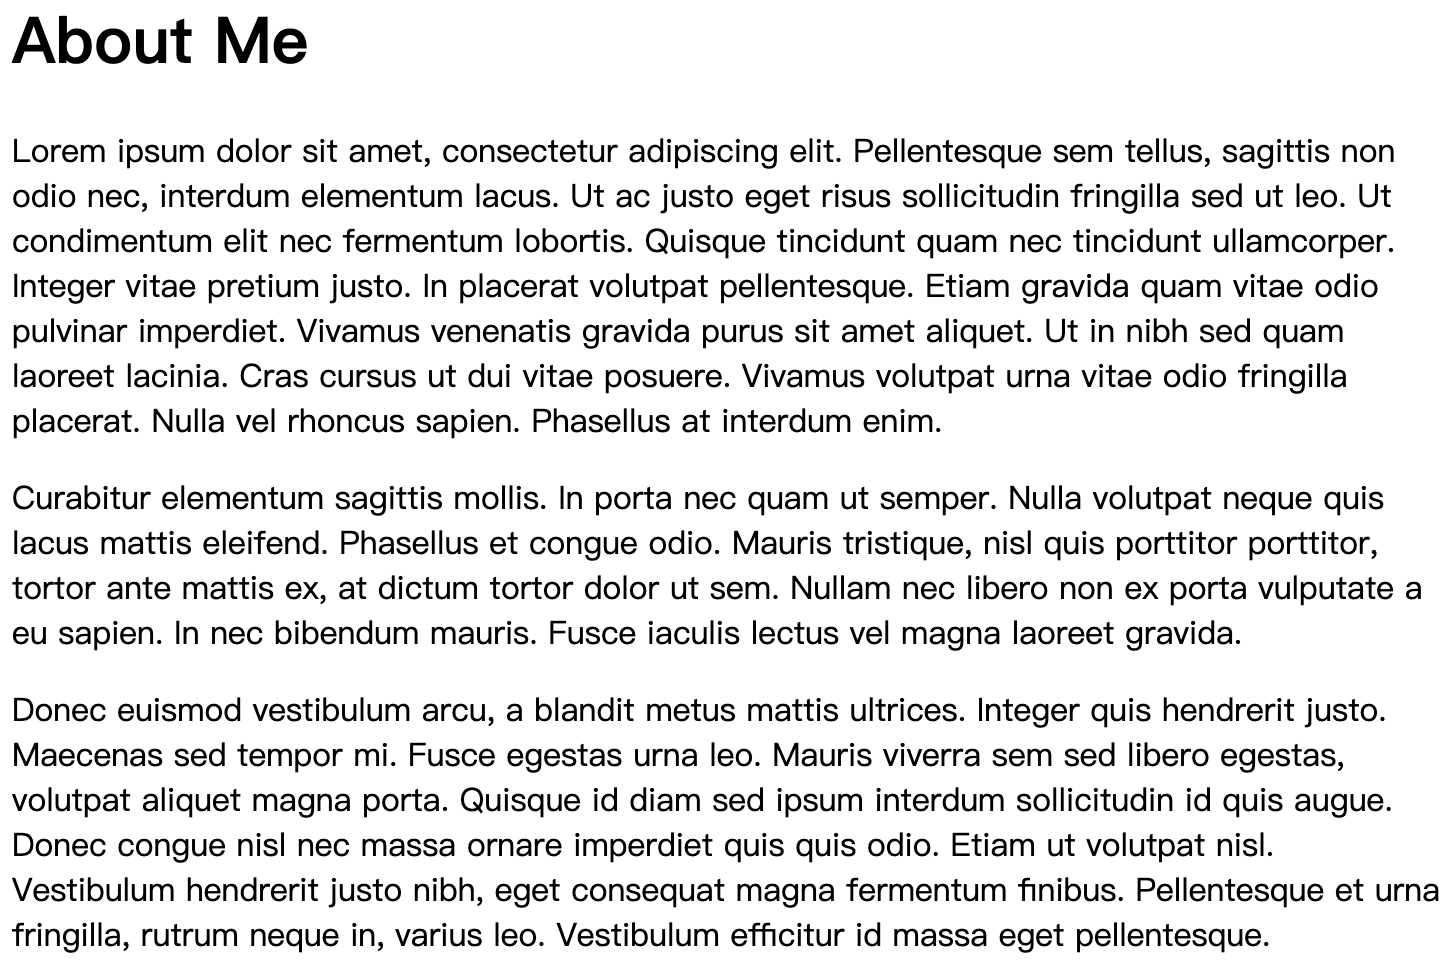 About Me
Lorem ipsum dolor sit amet, consectetur adipiscing elit. Pellentesque sem tellus, sagittis non
odio nec, interdum elementum lacus. Ut ac justo eget risus sollicitudin fringilla sed ut leo. Ut
condimentum elit nec fermentum lobortis. Quisque tincidunt quam nec tincidunt ullamcorper.
Integer vitae pretium justo. In placerat volutpat pellentesque. Etiam gravida quam vitae odio
pulvinar imperdiet. Vivamus venenatis gravida purus sit amet aliquet. Ut in nibh sed quam
laoreet lacinia. Cras cursus ut dui vitae posuere. Vivamus volutpat urna vitae odio fringilla
placerat. Nulla vel rhoncus sapien. Phasellus at interdum enim.
Curabitur elementum sagittis mollis. In porta nec quam ut semper. Nulla volutpat neque quis
lacus mattis eleifend. Phasellus et congue odio. Mauris tristique, nisl quis porttitor porttitor,
tortor ante mattis ex, at dictum tortor dolor ut sem. Nullam nec libero non ex porta vulputate a
eu sapien. In nec bibendum mauris. Fusce iaculis lectus vel magna laoreet gravida.
Donec euismod vestibulum arcu, a blandit metus mattis ultrices. Integer quis hendrerit justo.
Maecenas sed tempor mi. Fusce egestas urna leo. Mauris viverra sem sed libero egestas,
volutpat aliquet magna porta. Quisque id diam sed ipsum interdum sollicitudin id quis augue.
Donec congue nisl nec massa ornare imperdiet quis quis odio. Etiam ut volutpat nisl.
Vestibulum hendrerit justo nibh, eget consequat magna fermentum finibus. Pellentesque et urna
fringilla, rutrum neque in, varius leo. Vestibulum efficitur id massa eget pellentesque.